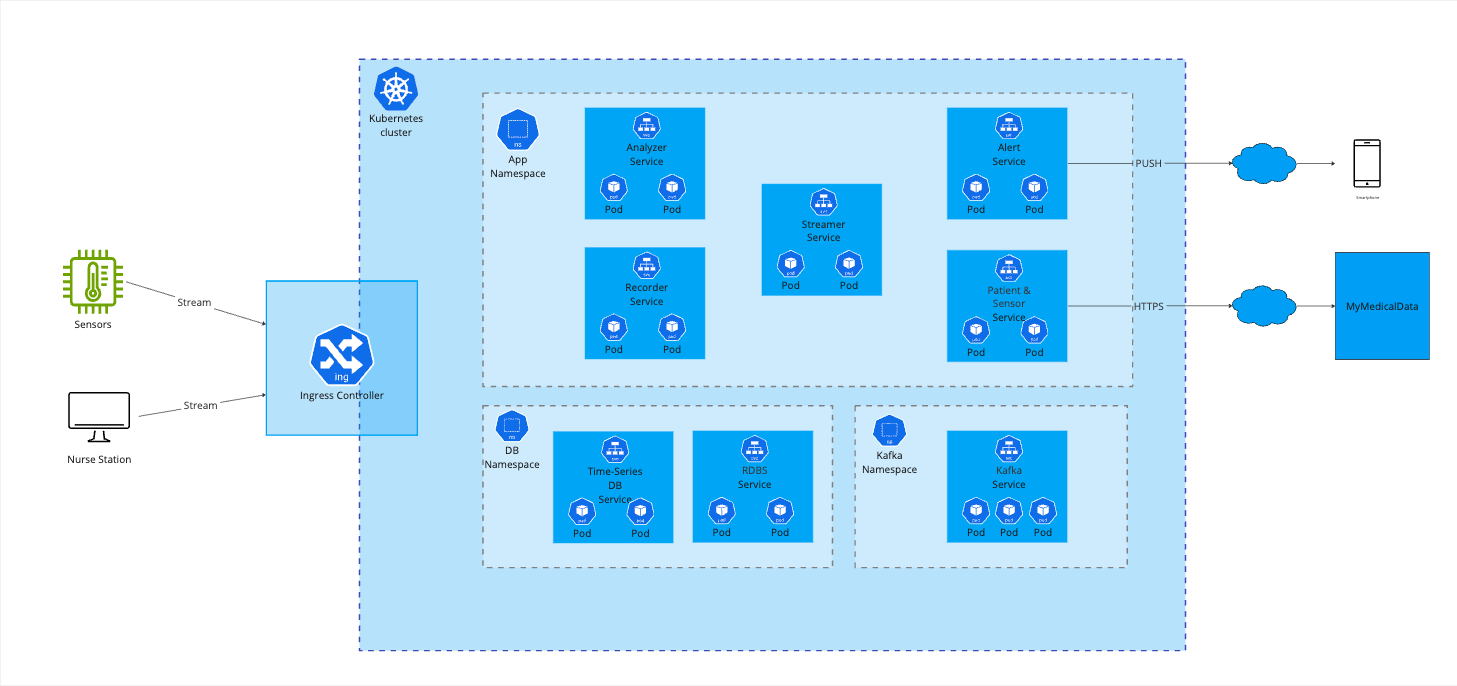 Kubernetes
cluster
ns
App
Namespace
svc
Analyzer
Service
Pod
Pod
Alert
Service
Pod
Pod
PUSH
Smartphone
Streamer
Service
Pod
Pod
Recorder
Service
Pod
Pod
Patient &
Sensor
Service
Pod
Pod
HTTPS
MyMedicalData
Stream
Sensors
ing
Ingress Controller
Stream
Nurse Station
DB
Namespace
Time-Series
DB
Service
Pod
Pod
RDBS
Service
Pod
Pod
Kafka
Namespace
Kafka
Service
Pod
Pod
Pod